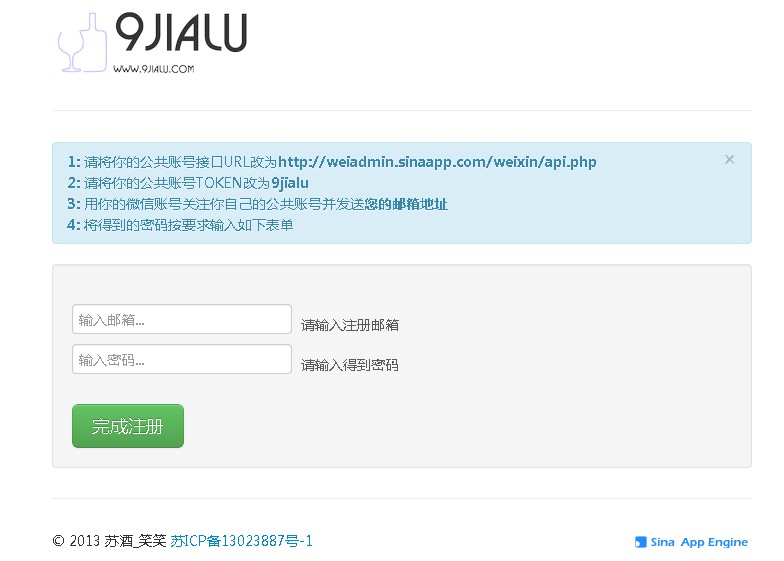 9JIALU
WWW.9JIALU.COM
1: 请将你的公共账号接口URL改为http://weiadmin.sinaapp.com/weixin/api.php
×
2: 请将你的公共账号TOKEN改为9jialu
3: 用你的微信账号关注你自己的公共账号并发送您的邮箱地址
4: 将得到的密码按要求输入如下表单
输入邮箱... 请输入注册邮箱
输入密码... 请输入得到密码
完成注册
© 2013 苏酒_笑笑 苏ICP备13023887号-1 Sina App Engine